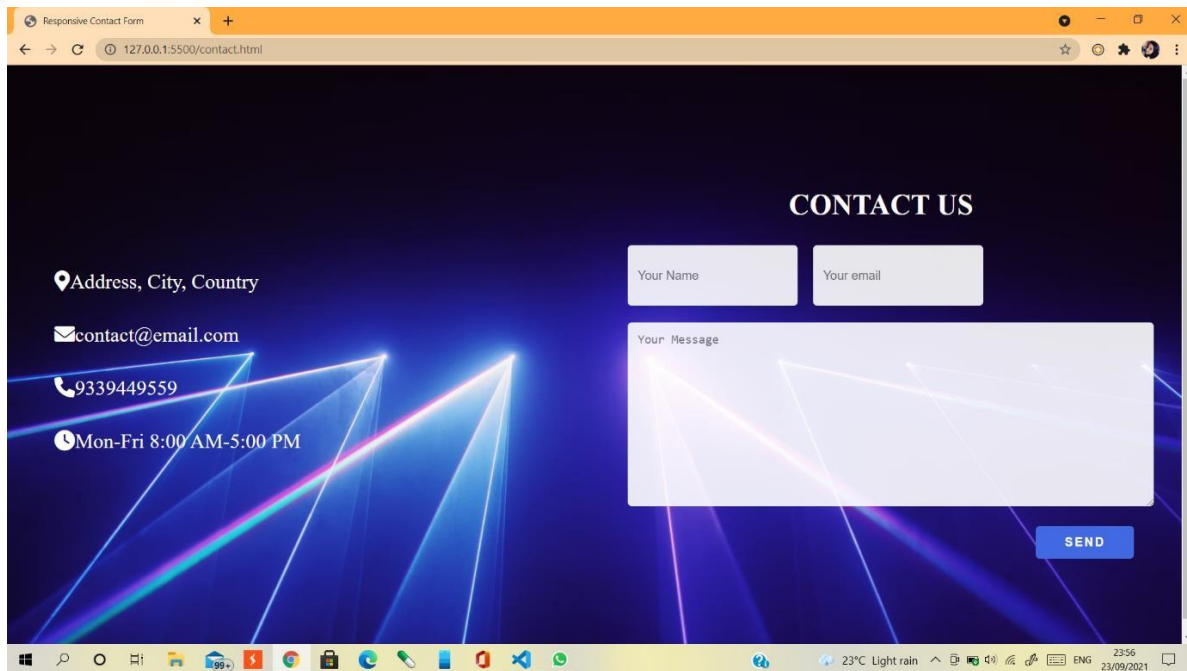 Responsive Contact Form
127.0.0.1:5500/contact.html
CONTACT US
Your Name
Your email
Address, City, Country
contact@email.com
9339449559
Mon-Fri 8:00 AM-5:00 PM
Your Message
SEND
99+
23°C Light rain
ENG
23:56
23/09/2021